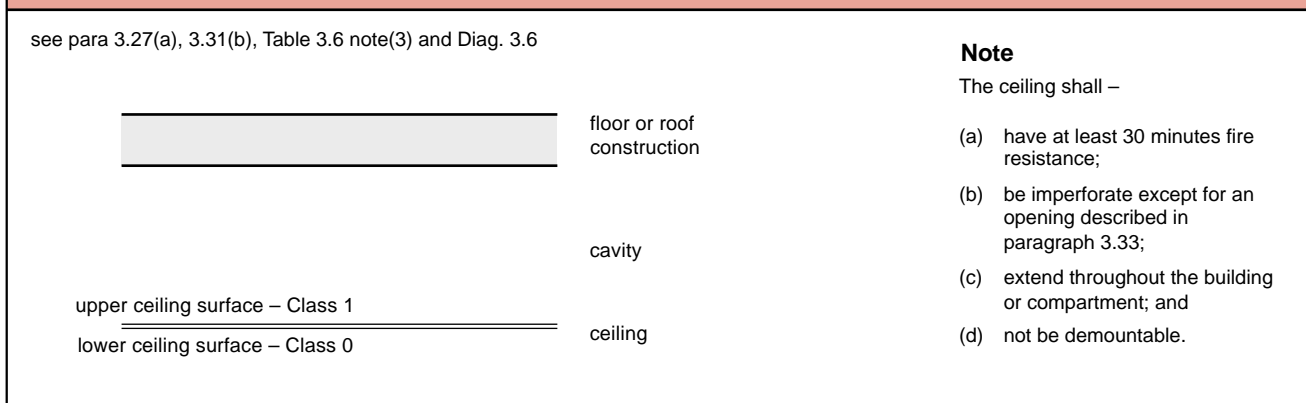 see para 3.27(a), 3.31(b), Table 3.6 note(3) and Diag. 3.6
floor or roof
construction
cavity
upper ceiling surface – Class 1
ceiling
lower ceiling surface – Class 0
Note
The ceiling shall –
(a) have at least 30 minutes fire
resistance;
(b) be imperforate except for an
opening described in
paragraph 3.33;
(c) extend throughout the building
or compartment; and
(d) not be demountable.